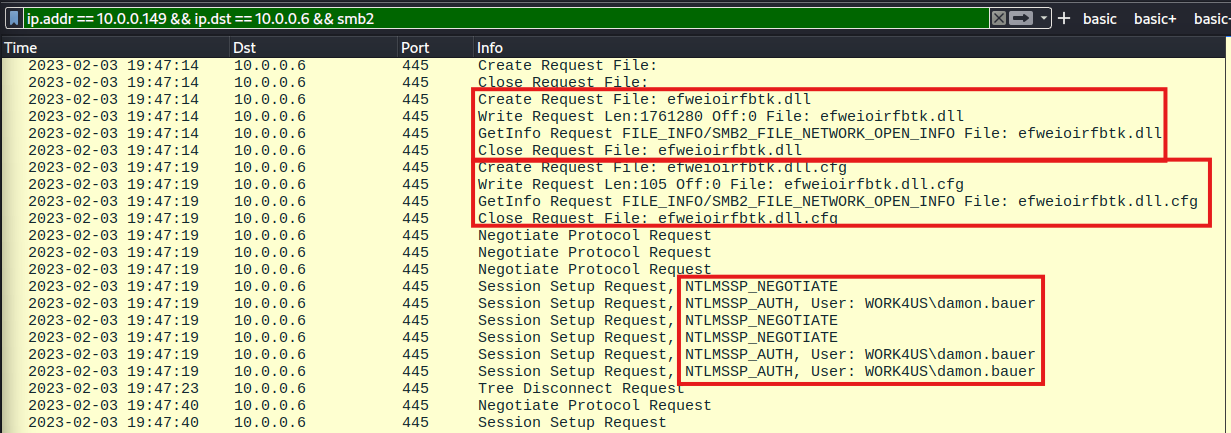 ip.addr == 10.0.0.149 && ip.dst == 10.0.0.6 && smb2 + basic basic+ basic
Time Dst Port Info
2023-02-03 19:47:14 10.0.0.6 445 Create Request File:
2023-02-03 19:47:14 10.0.0.6 445 Close Request File:
2023-02-03 19:47:14 10.0.0.6 445 Create Request File: efweioirfbtk.dll
2023-02-03 19:47:14 10.0.0.6 445 Write Request Len:1761280 Off:0 File: efweioirfbtk.dll
2023-02-03 19:47:14 10.0.0.6 445 GetInfo Request FILE_INFO/SMB2_FILE_NETWORK_OPEN_INFO File: efweioirfbtk.dll
2023-02-03 19:47:14 10.0.0.6 445 Close Request File: efweioirfbtk.dll
2023-02-03 19:47:19 10.0.0.6 445 Create Request File: efweioirfbtk.dll.cfg
2023-02-03 19:47:19 10.0.0.6 445 Write Request Len:105 Off:0 File: efweioirfbtk.dll.cfg
2023-02-03 19:47:19 10.0.0.6 445 GetInfo Request FILE_INFO/SMB2_FILE_NETWORK_OPEN_INFO File: efweioirfbtk.dll.cfg
2023-02-03 19:47:19 10.0.0.6 445 Close Request File: efweioirfbtk.dll.cfg
2023-02-03 19:47:19 10.0.0.6 445 Negotiate Protocol Request
2023-02-03 19:47:19 10.0.0.6 445 Negotiate Protocol Request
2023-02-03 19:47:19 10.0.0.6 445 Negotiate Protocol Request
2023-02-03 19:47:19 10.0.0.6 445 Session Setup Request, NTLMSSP_NEGOTIATE
2023-02-03 19:47:19 10.0.0.6 445 Session Setup Request, NTLMSSP_AUTH, User: WORK4US\damon.bauer
2023-02-03 19:47:19 10.0.0.6 445 Session Setup Request, NTLMSSP_NEGOTIATE
2023-02-03 19:47:19 10.0.0.6 445 Session Setup Request, NTLMSSP_NEGOTIATE
2023-02-03 19:47:19 10.0.0.6 445 Session Setup Request, NTLMSSP_AUTH, User: WORK4US\damon.bauer
2023-02-03 19:47:19 10.0.0.6 445 Session Setup Request, NTLMSSP_AUTH, User: WORK4US\damon.bauer
2023-02-03 19:47:23 10.0.0.6 445 Tree Disconnect Request
2023-02-03 19:47:40 10.0.0.6 445 Negotiate Protocol Request
2023-02-03 19:47:40 10.0.0.6 445 Session Setup Request